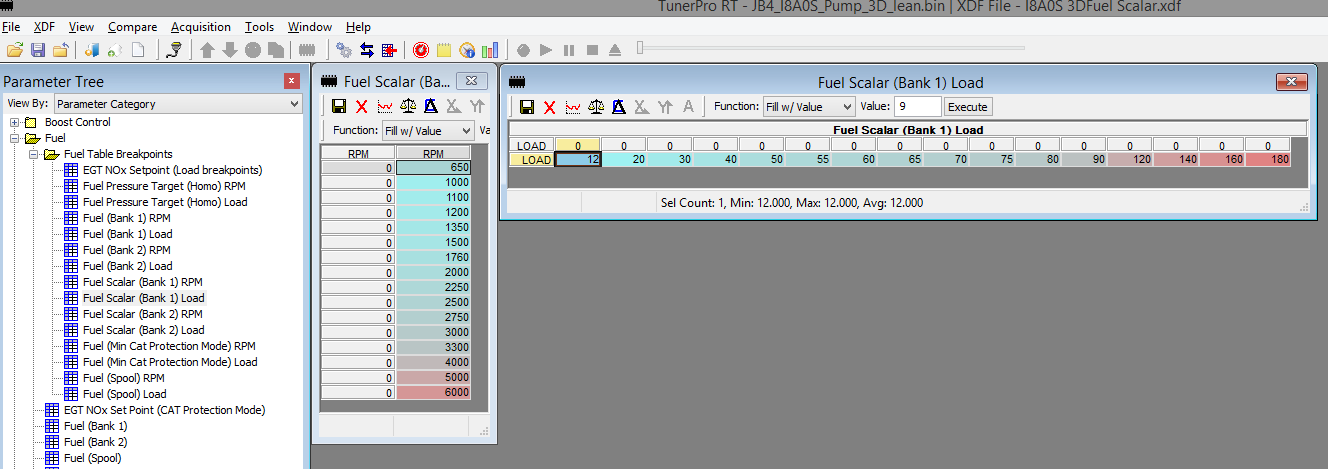 TunerPro RT - JB4_I8A0S_Pump_3D_lean.bin | XDF File - I8A0S 3DFuel Scalar.xdf
File XDF View Compare Acquisition Tools Window Help
Parameter Tree
View By: Parameter Category
Boost Control
Fuel
Fuel Table Breakpoints
EGT NOx Setpoint (Load breakpoints)
Fuel Pressure Target (Homo) RPM
Fuel Pressure Target (Homo) Load
Fuel (Bank 1) RPM
Fuel (Bank 1) Load
Fuel (Bank 2) RPM
Fuel (Bank 2) Load
Fuel Scalar (Bank 1) RPM
Fuel Scalar (Bank 1) Load
Fuel Scalar (Bank 2) RPM
Fuel Scalar (Bank 2) Load
Fuel (Min Cat Protection Mode) RPM
Fuel (Min Cat Protection Mode) Load
Fuel (Spool) RPM
Fuel (Spool) Load
EGT NOx Set Point (CAT Protection Mode)
Fuel (Bank 1)
Fuel (Bank 2)
Fuel (Spool)
Fuel Scalar (Ba...
Function: Fill w/ Value Va
RPM RPM
0 650
0 1000
0 1100
0 1200
0 1350
0 1500
0 1760
0 2000
0 2250
0 2500
0 2750
0 3000
0 3300
0 4000
0 5000
0 6000
Fuel Scalar (Bank 1) Load
Function: Fill w/ Value Value: 9 Execute
Fuel Scalar (Bank 1) Load
LOAD 0 0 0 0 0 0 0 0 0 0 0 0 0 0 0 0
LOAD 12 20 30 40 50 55 60 65 70 75 80 90 120 140 160 180
Sel Count: 1, Min: 12.000, Max: 12.000, Avg: 12.000